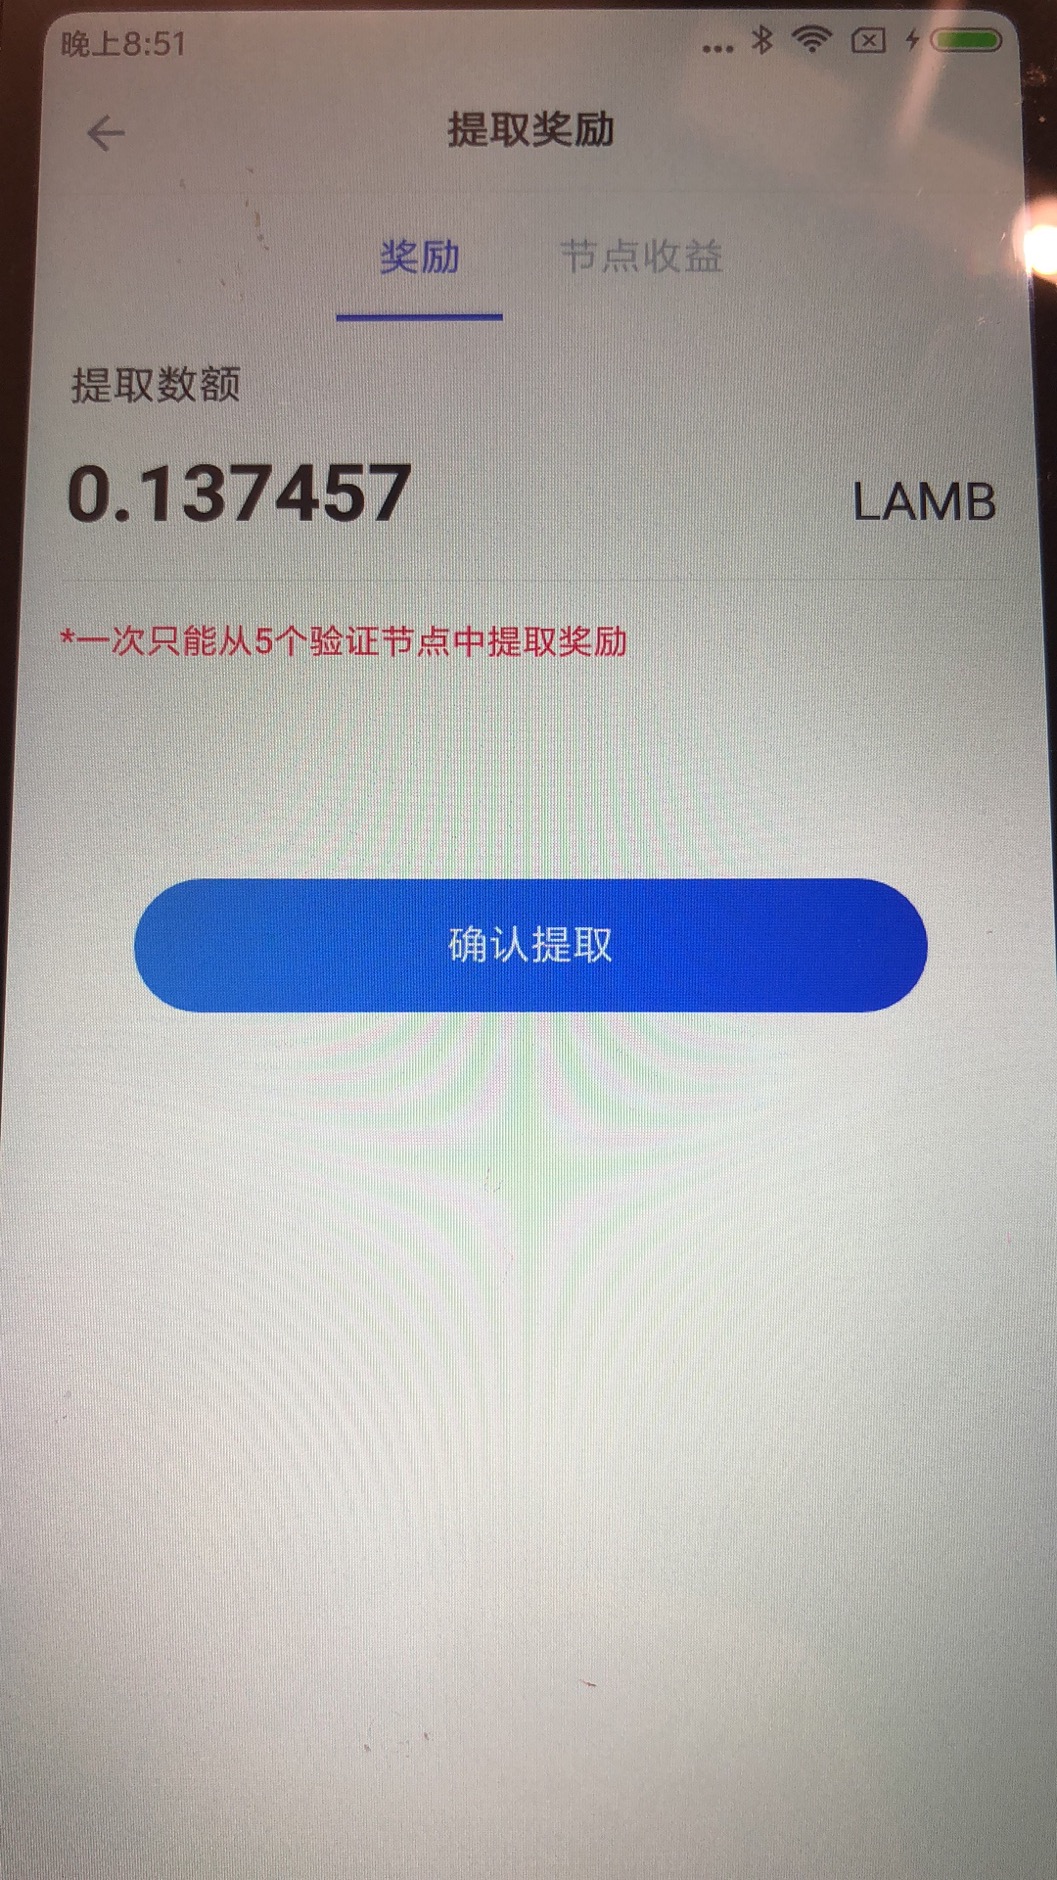 晚上8:51
提取奖励
奖励 节点收益
提取数额
0.137457 LAMB
*一次只能从5个验证节点中提取奖励
确认提取